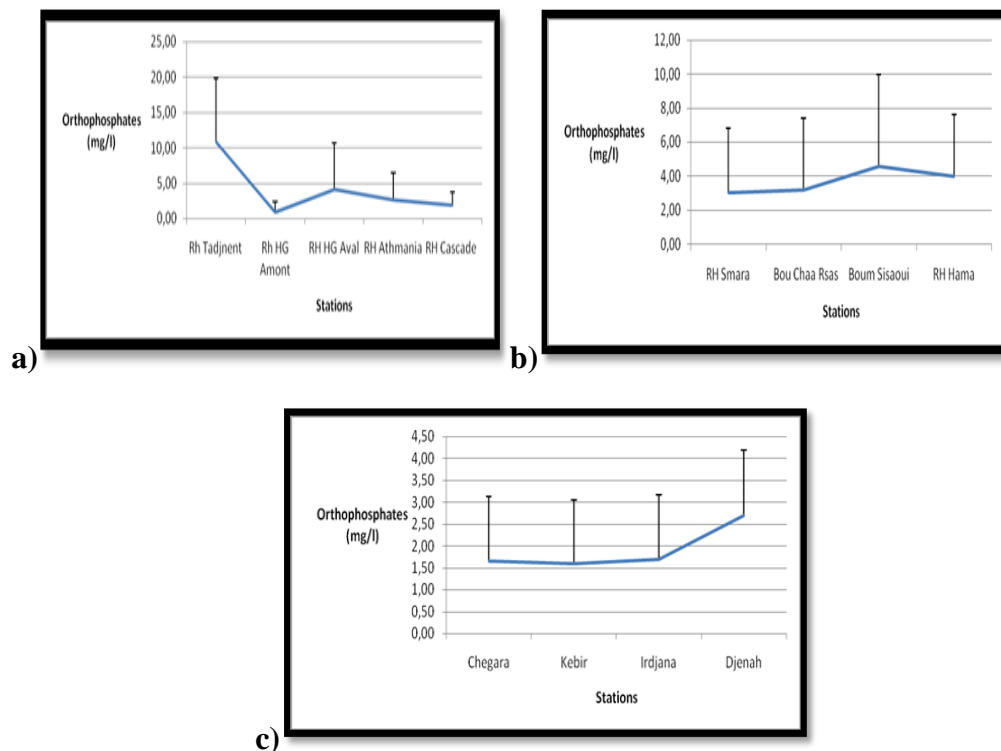 25,00
20,00
15,00
10,00
5,00
0,00
Orthophosphates
(mg/l)
Rh Tadjnent
Rh HG
Amont
RH HG Aval
RH Athmania
RH Cascade
Stations
a)
12,00
10,00
8,00
6,00
4,00
2,00
0,00
Orthophosphates
(mg/l)
RH Smara
Bou Chaa Rsas
Boum Sisaoui
RH Hama
Stations
b)
4,50
4,00
3,50
3,00
2,50
2,00
1,50
1,00
0,50
0,00
Orthophosphates
(mg/l)
Chegara
Kebir
Irdjana
Djenah
Stations
c)